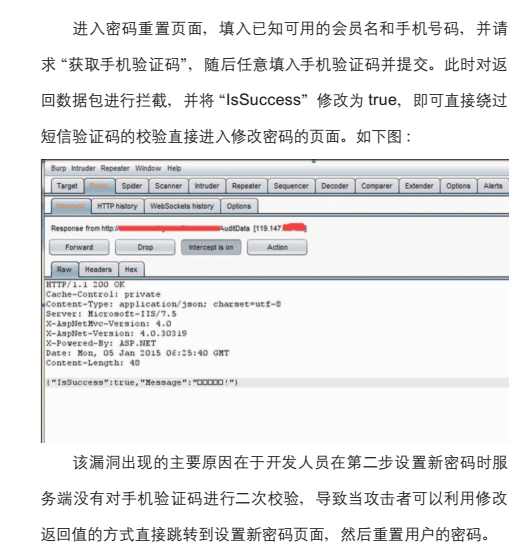 进入密码重置页面，填入已知可用的会员名和手机号码，并请
求 “获取手机验证码”，随后任意填入手机验证码并提交。此时对返
回数据包进行拦截，并将 “IsSuccess” 修改为 true，即可直接绕过
短信验证码的校验直接进入修改密码的页面。如下图：
Burp Intruder Repeater Window Help
Target Spider Scanner Intruder Repeater Sequencer Decoder Comparer Extender Options Alerts
HTTP history WebSockets history Options
Response from http:// AuditData [119.147.
Forward Drop Intercept is on Action
Raw Headers Hex
HTTP/1.1 200 OK
Cache-Control: private
Content-Type: application/json; charset=utf-8
Server: Microsoft-IIS/7.5
X-AspNetMvc-Version: 4.0
X-AspNet-Version: 4.0.30319
X-Powered-By: ASP.NET
Date: Mon, 05 Jan 2015 06:25:40 GMT
Content-Length: 48
{"IsSuccess":true,"Message":"□□□□□!"}
该漏洞出现的主要原因在于开发人员在第二步设置新密码时服
务端没有对手机验证码进行二次校验，导致当攻击者可以利用修改
返回值的方式直接跳转到设置新密码页面，然后重置用户的密码。